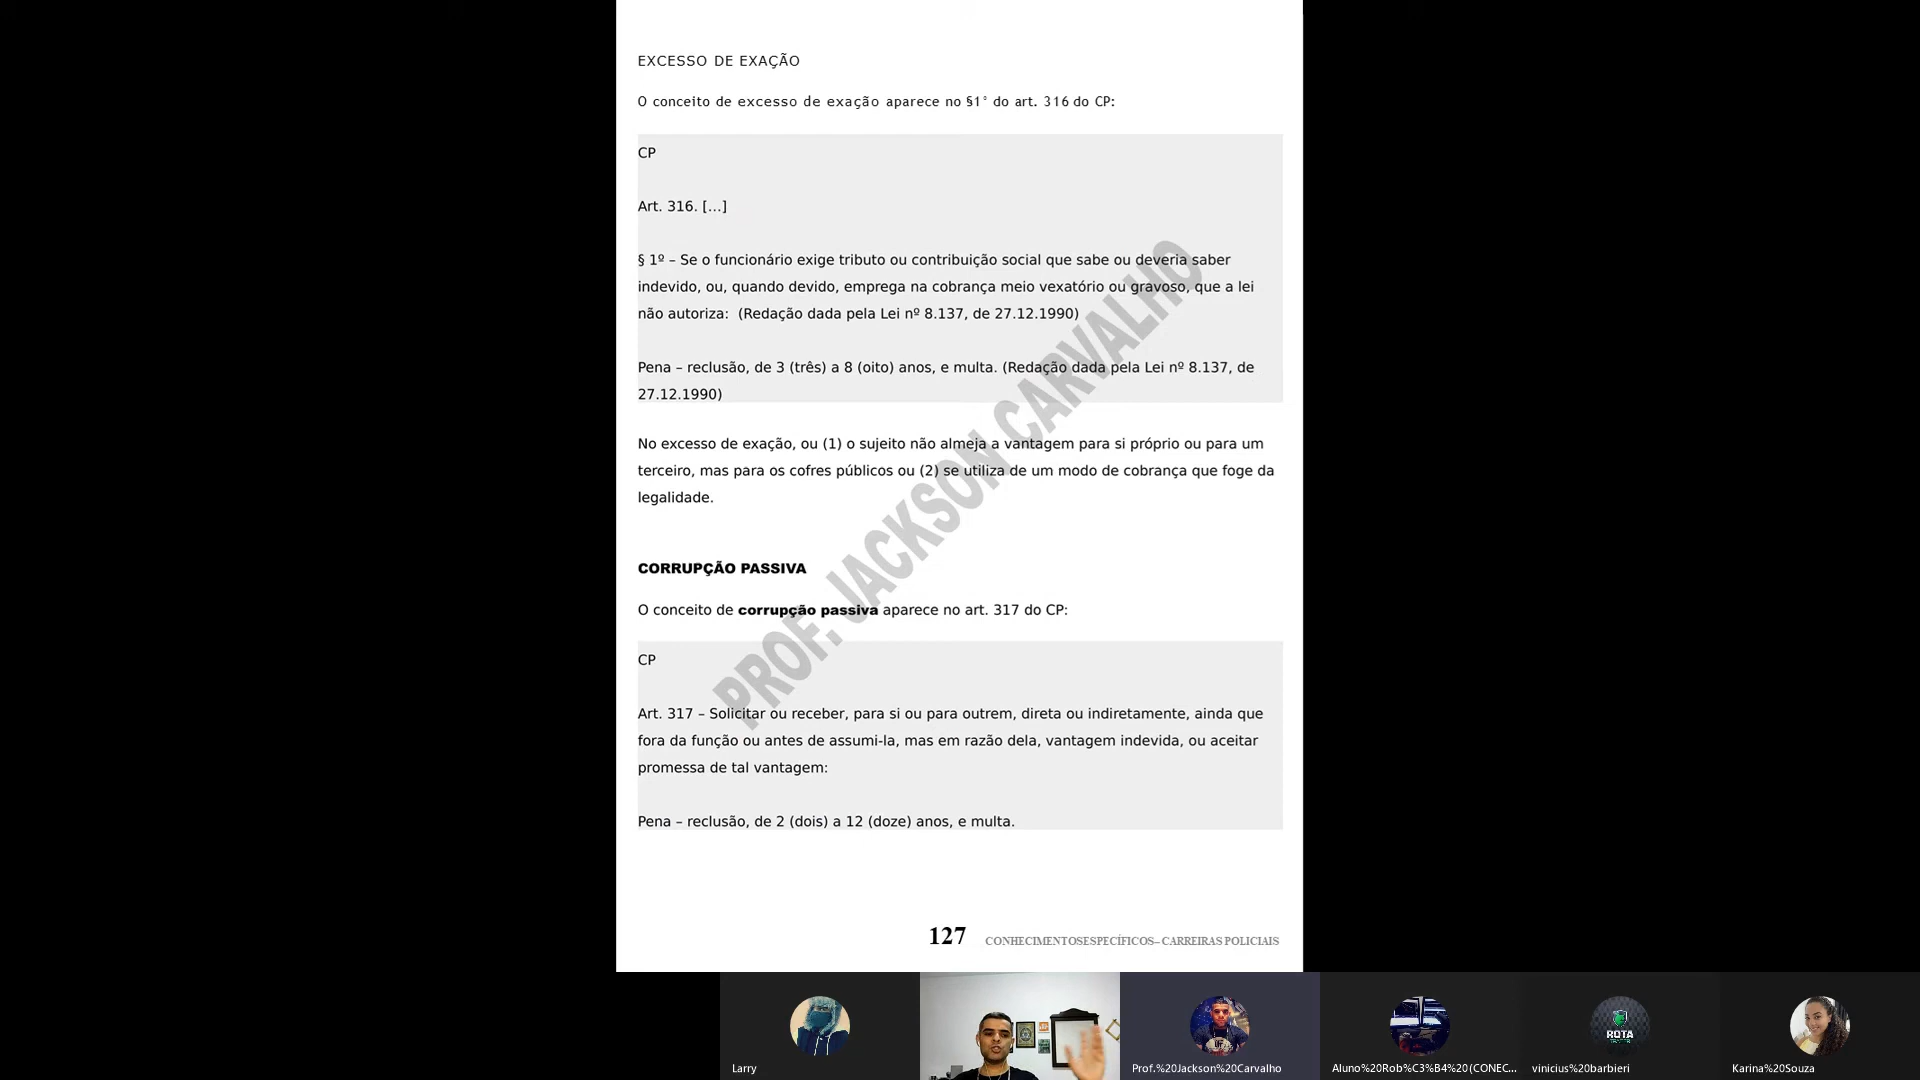 EXCESSO DE EXAÇÃO
O conceito de excesso de exação aparece no §1° do art. 316 do CP:
CP
Art. 316. [...]
§ 1º – Se o funcionário exige tributo ou contribuição social que sabe ou deveria saber
indevido, ou, quando devido, emprega na cobrança meio vexatório ou gravoso, que a lei
não autoriza:  (Redação dada pela Lei nº 8.137, de 27.12.1990)
Pena – reclusão, de 3 (três) a 8 (oito) anos, e multa. (Redação dada pela Lei nº 8.137, de
27.12.1990)
No excesso de exação, ou (1) o sujeito não almeja a vantagem para si próprio ou para um
terceiro, mas para os cofres públicos ou (2) se utiliza de um modo de cobrança que foge da
legalidade.
PROF. JACKSON CARVALHO
CORRUPÇÃO PASSIVA
O conceito de corrupção passiva aparece no art. 317 do CP:
CP
Art. 317 – Solicitar ou receber, para si ou para outrem, direta ou indiretamente, ainda que
fora da função ou antes de assumi-la, mas em razão dela, vantagem indevida, ou aceitar
promessa de tal vantagem:
Pena – reclusão, de 2 (dois) a 12 (doze) anos, e multa.
127 CONHECIMENTOSESPECÍFICOS– CARREIRAS POLICIAIS
ROTA
Larry
Prof.%20Jackson%20Carvalho
Aluno%20Rob%C3%B4%20(CONEC...
vinicius%20barbieri
Karina%20Souza